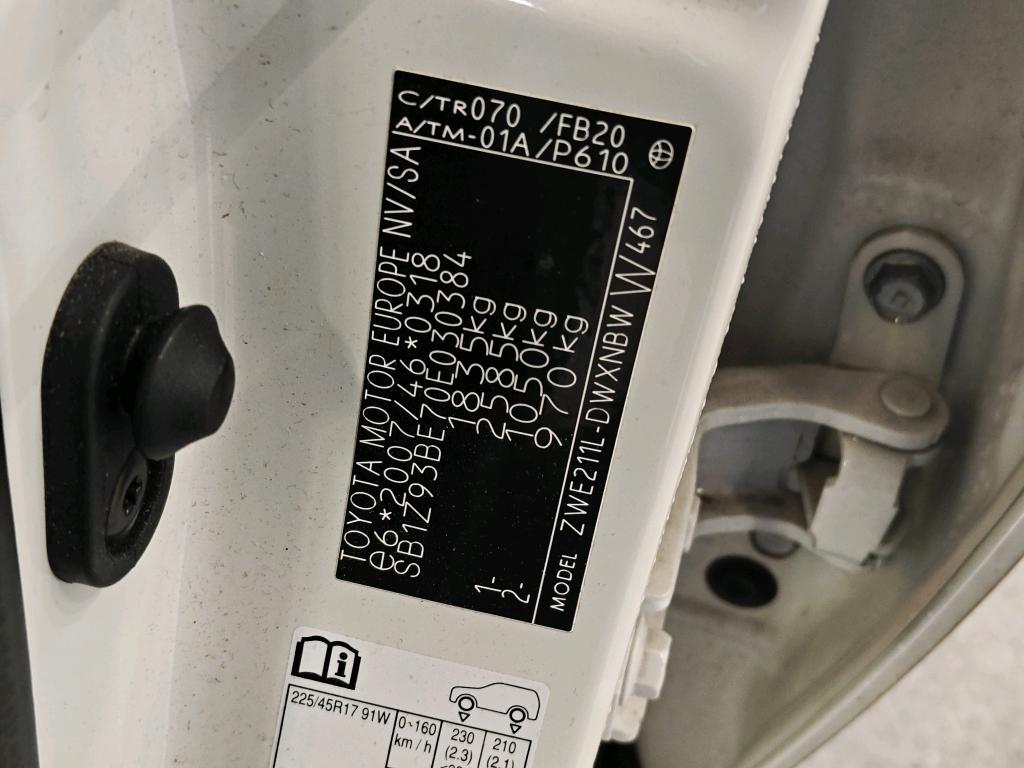 C/TR070 /FB20
A/TM-01A/P610
TOYOTA MOTOR EUROPE NV/SA
e6*2007/46*0318
SB1Z93BE70E030384
1835kg
2585kg
1- 1050kg
2- 970kg
MODEL ZWE211L-DWXNBW W467
225/45R17 91W
0~160
km/h
230
(2.3)
210
(2.1)